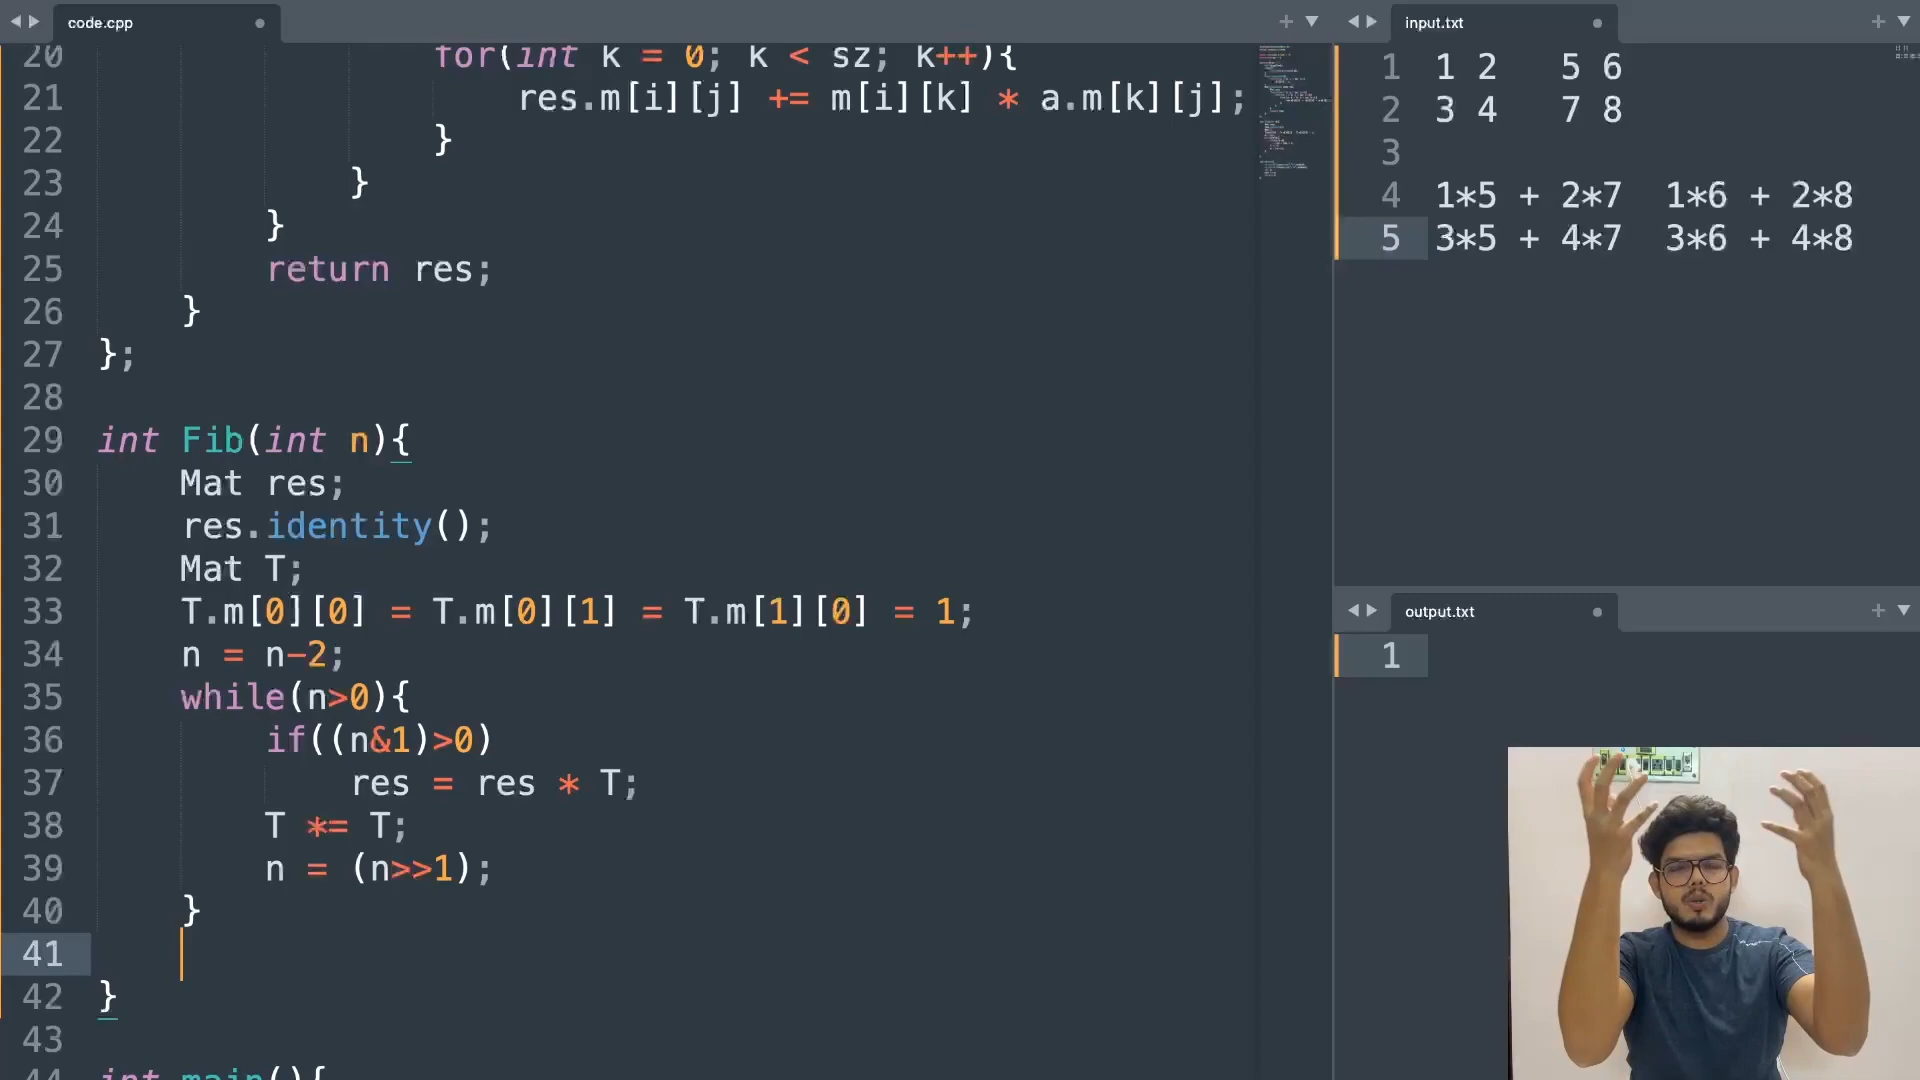 code.cpp
20 for(int k = 0; k < sz; k++){
21 res.m[i][j] += m[i][k] * a.m[k][j];
22 }
23 }
24 }
25 return res;
26 }
27 };
28
29 int Fib(int n){
30 Mat res;
31 res.identity();
32 Mat T;
33 T.m[0][0] = T.m[0][1] = T.m[1][0] = 1;
34 n = n-2;
35 while(n>0){
36 if((n&1)>0)
37 res = res * T;
38 T *= T;
39 n = (n>>1);
40 }
41
42 }
43
44 int main(){
input.txt
1 1 2 5 6
2 3 4 7 8
3
4 1*5 + 2*7 1*6 + 2*8
5 3*5 + 4*7 3*6 + 4*8
output.txt
1